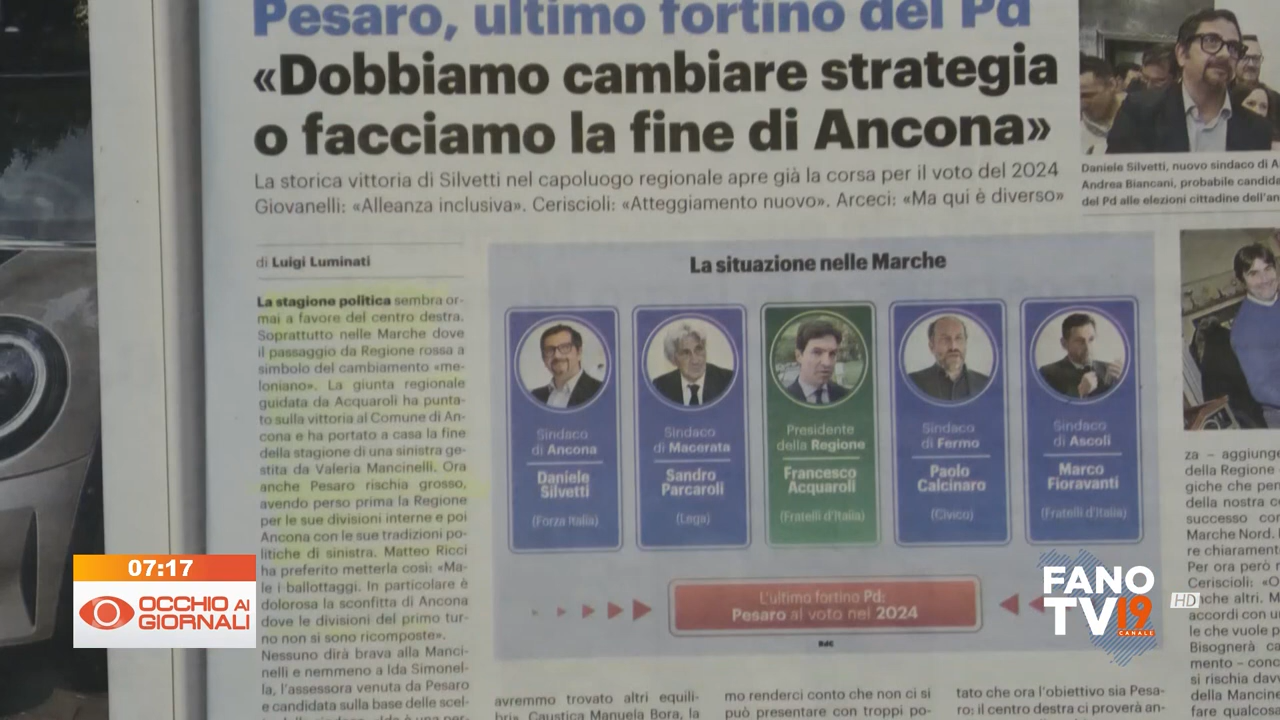 Pesaro, ultimo fortino del Pd
«Dobbiamo cambiare strategia
o facciamo la fine di Ancona»
La storica vittoria di Silvetti nel capoluogo regionale apre già la corsa per il voto del 2024
Giovanelli: «Alleanza inclusiva». Ceriscioli: «Atteggiamento nuovo». Arceci: «Ma qui è diverso»
Daniele Silvetti, nuovo sindaco di A
Andrea Biancani, probabile candida
del Pd alle elezioni cittadine dell'an
di Luigi Luminati
La stagione politica sembra or-
mai a favore del centro destra.
Soprattutto nelle Marche dove
il passaggio da Regione rossa a
simbolo del cambiamento «me-
loniano». La giunta regionale
guidata da Acquaroli ha punta-
to sulla vittoria al Comune di An-
cona e ha portato a casa la fine
della stagione di una sinistra ge-
stita da Valeria Mancinelli. Ora
anche Pesaro rischia grosso,
avendo perso prima la Regione
per le sue divisioni interne e poi
Ancona con le sue tradizioni po-
litiche di sinistra. Matteo Ricci
ha preferito metterla così: «Ma-
le i ballottaggi. In particolare è
dolorosa la sconfitta di Ancona
dove le divisioni del primo tur-
no non si sono ricomposte».
Nessuno dirà brava alla Manci-
nelli e nemmeno a Ida Simonel-
la, l'assessora venuta da Pesaro
e candidata sulla base delle scel-
La situazione nelle Marche
Sindaco
di Ancona
Daniele
Silvetti
(Forza Italia)
Sindaco
di Macerata
Sandro
Parcaroli
(Lega)
Presidente
della Regione
Francesco
Acquaroli
(Fratelli d'Italia)
Sindaco
di Fermo
Paolo
Calcinaro
(Civico)
Sindaco
di Ascoli
Marco
Fioravanti
(Fratelli d'Italia)
L'ultimo fortino Pd:
Pesaro al voto nel 2024
avremmo trovato altri equili-
bri». Caustica Manuela Bora, la
mo renderci conto che non ci si
può presentare con troppi po-
tato che ora l'obiettivo sia Pesa-
ro: il centro destra ci proverà an-
za – aggiunge
della Regione
giche che per
della nostra c
successo con
Marche Nord.
re chiarament
Per ora però r
Ceriscioli: «O
anche altri. M
accordi con u
le che vuole p
Bisognerà ca
mento – conc
si rischia davv
della Mancine
fare qualcosa
07:17
OCCHIO AI
GIORNALI
FANO
TV19
CANALE
HD